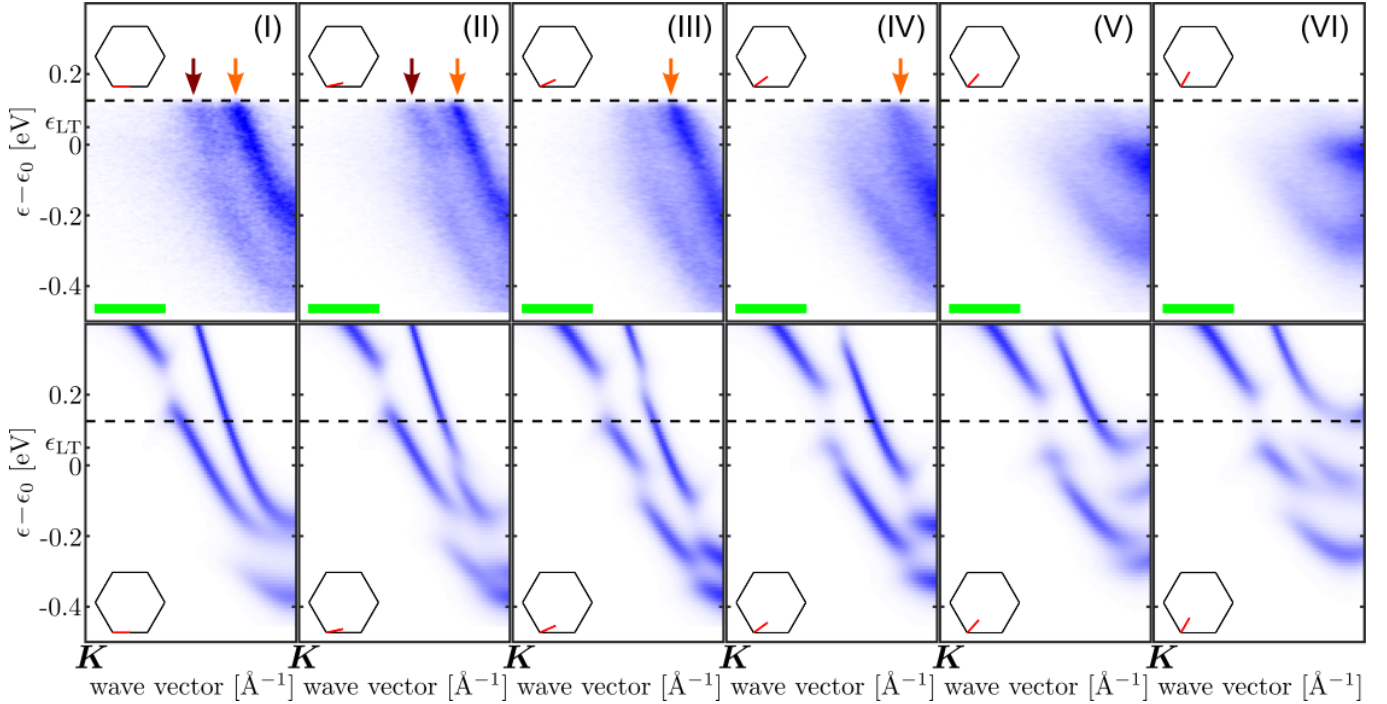 (I) (II) (III) (IV) (V) (VI)
0.2
ϵLT
0
-0.2
-0.4
ϵ−ϵ0 [eV]
0.2
ϵLT
0
-0.2
-0.4
ϵ−ϵ0 [eV]
K K K K K K
wave vector [Å−1] wave vector [Å−1] wave vector [Å−1] wave vector [Å−1] wave vector [Å−1] wave vector [Å−1]